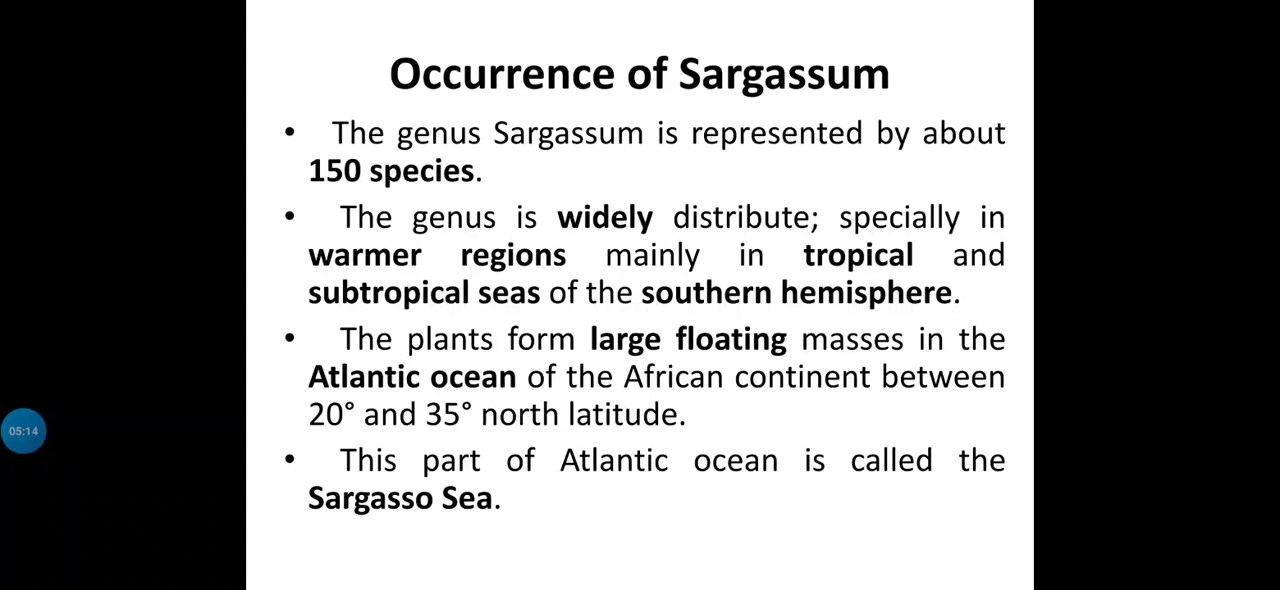 Occurrence of Sargassum
• The genus Sargassum is represented by about
150 species.
• The genus is widely distribute; specially in
warmer regions mainly in tropical and
subtropical seas of the southern hemisphere.
• The plants form large floating masses in the
Atlantic ocean of the African continent between
20° and 35° north latitude.
• This part of Atlantic ocean is called the
Sargasso Sea.
05:14